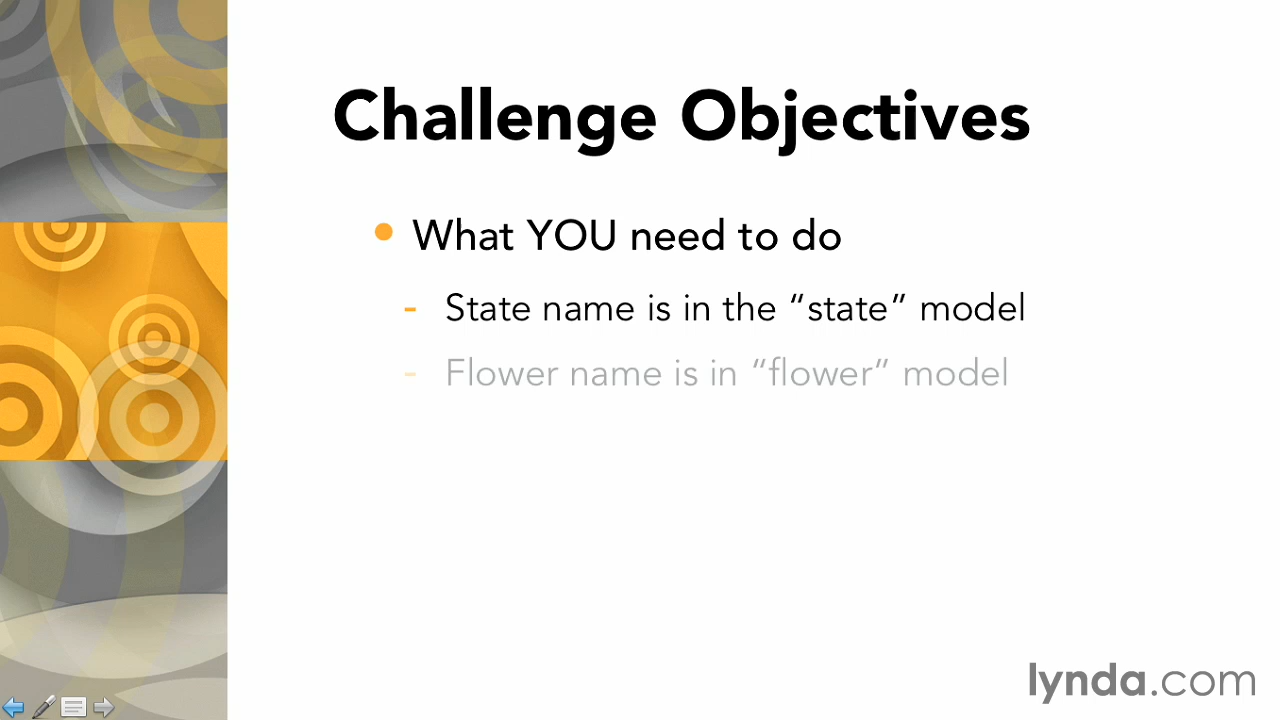 Challenge Objectives
• What YOU need to do
- State name is in the “state” model
- Flower name is in “flower” model
lynda.com